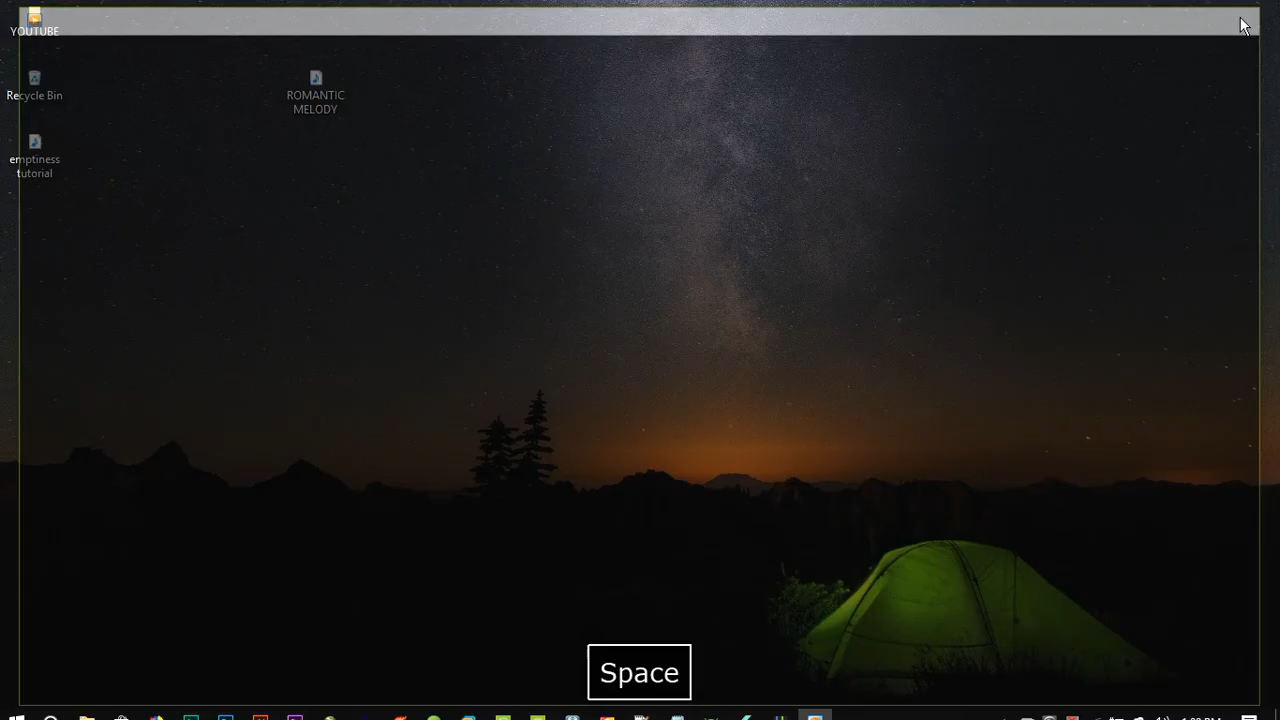 YOUTUBE
Recycle Bin
ROMANTIC
MELODY
emptiness
tutorial
Space